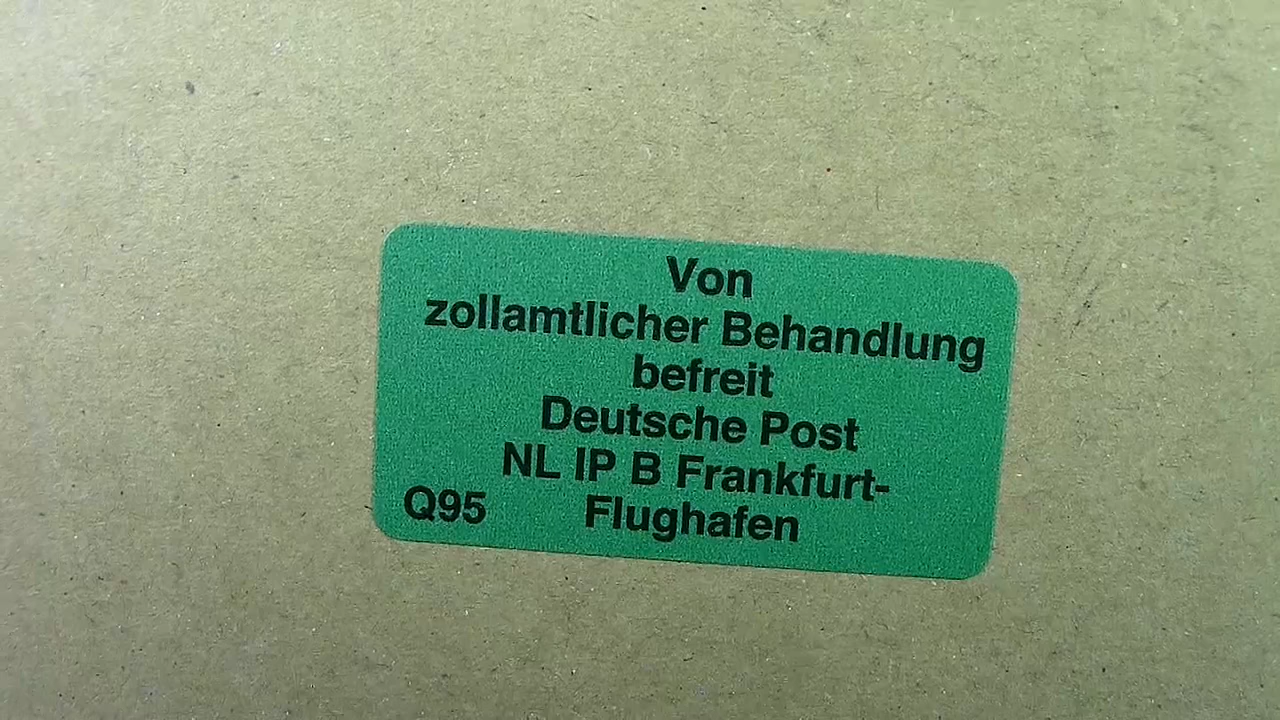 Von
zollamtlicher Behandlung
befreit
Deutsche Post
NL IP B Frankfurt-
Q95 Flughafen